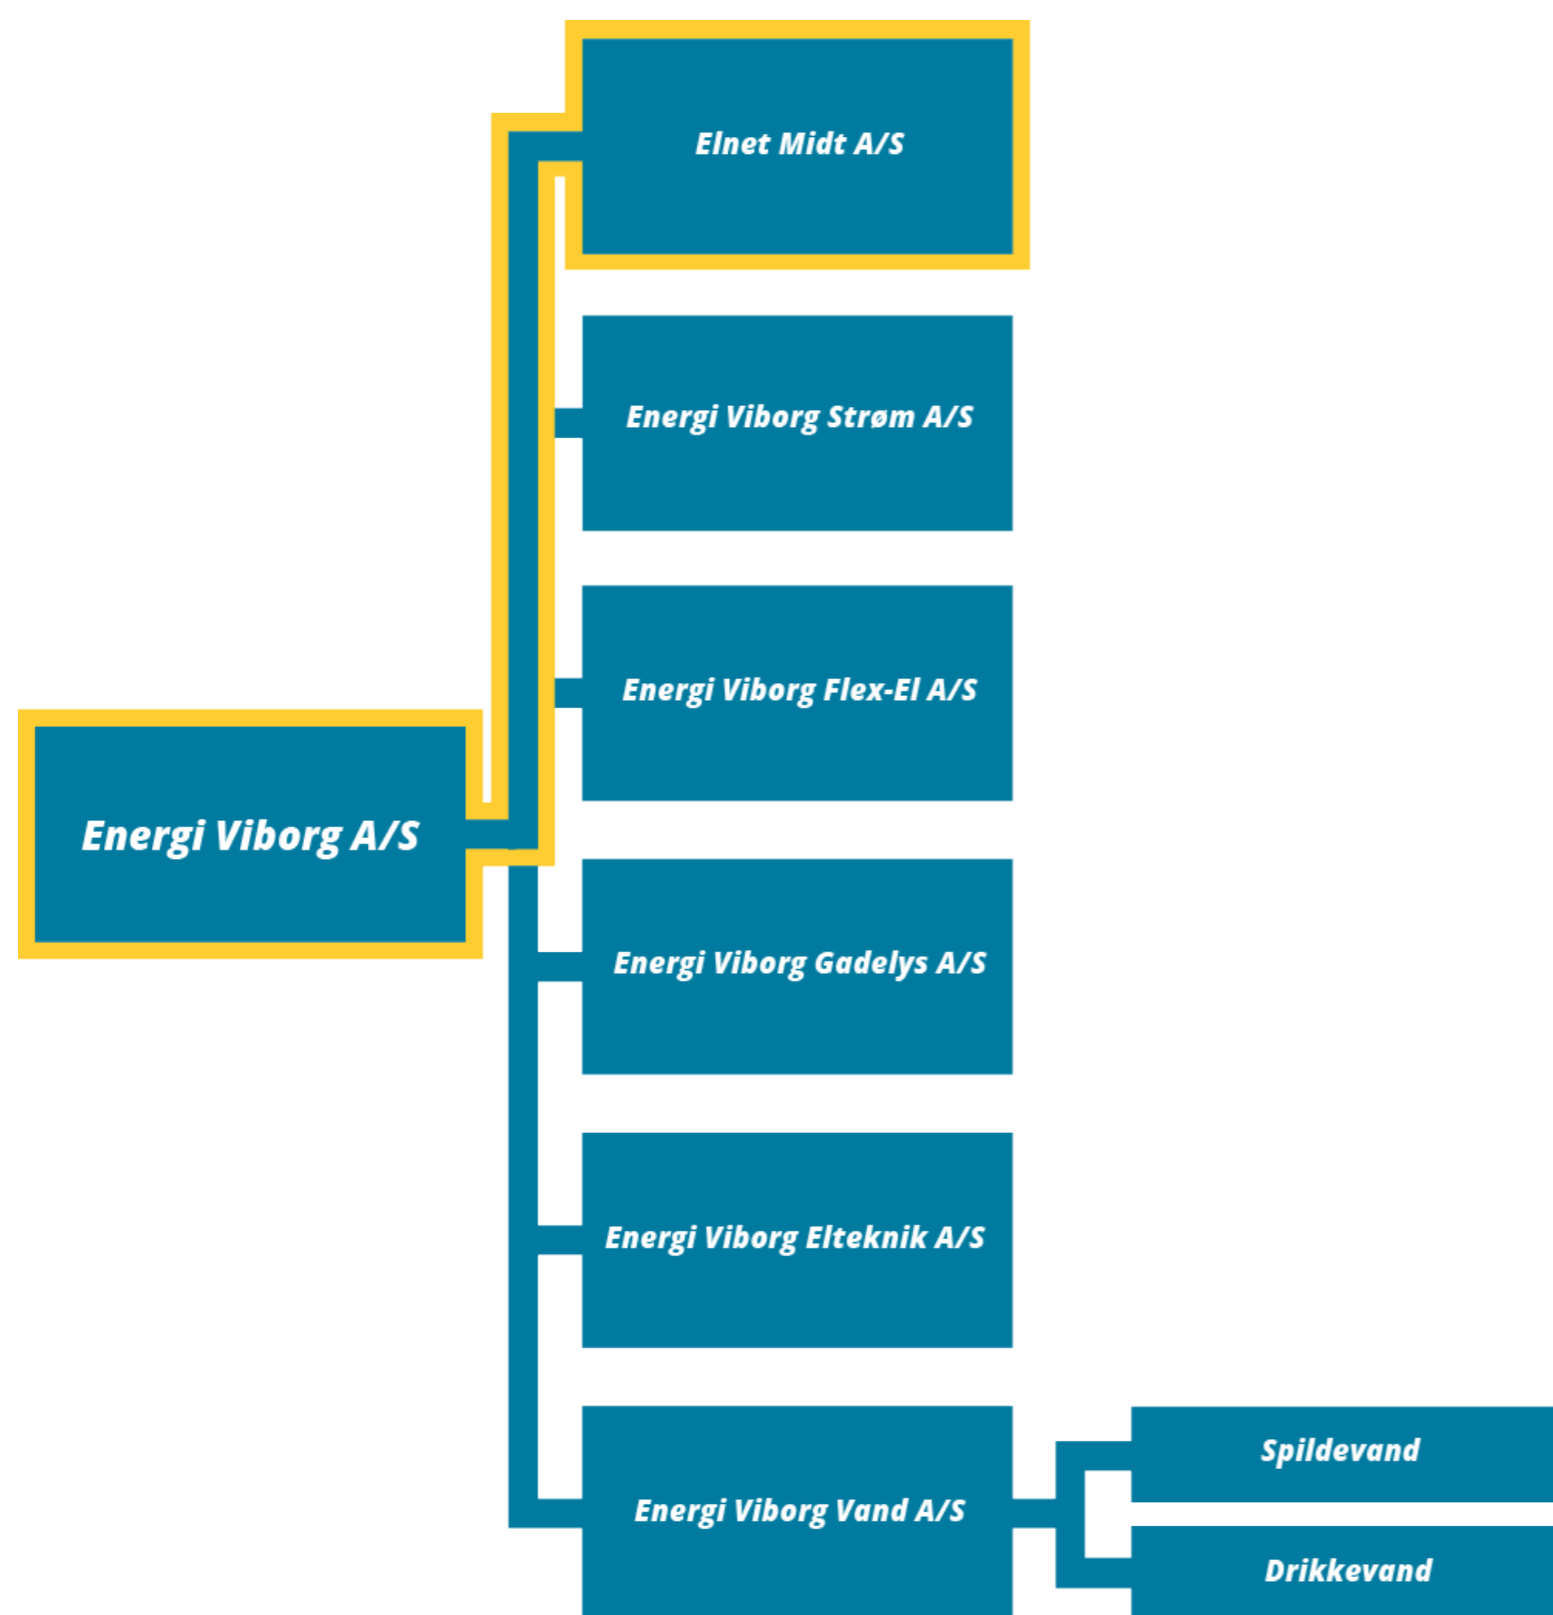 Elnet Midt A/S
Energi Viborg Strøm A/S
Energi Viborg Flex-El A/S
Energi Viborg A/S
Energi Viborg Gadelys A/S
Energi Viborg Elteknik A/S
Energi Viborg Vand A/S
Spildevand
Drikkevand